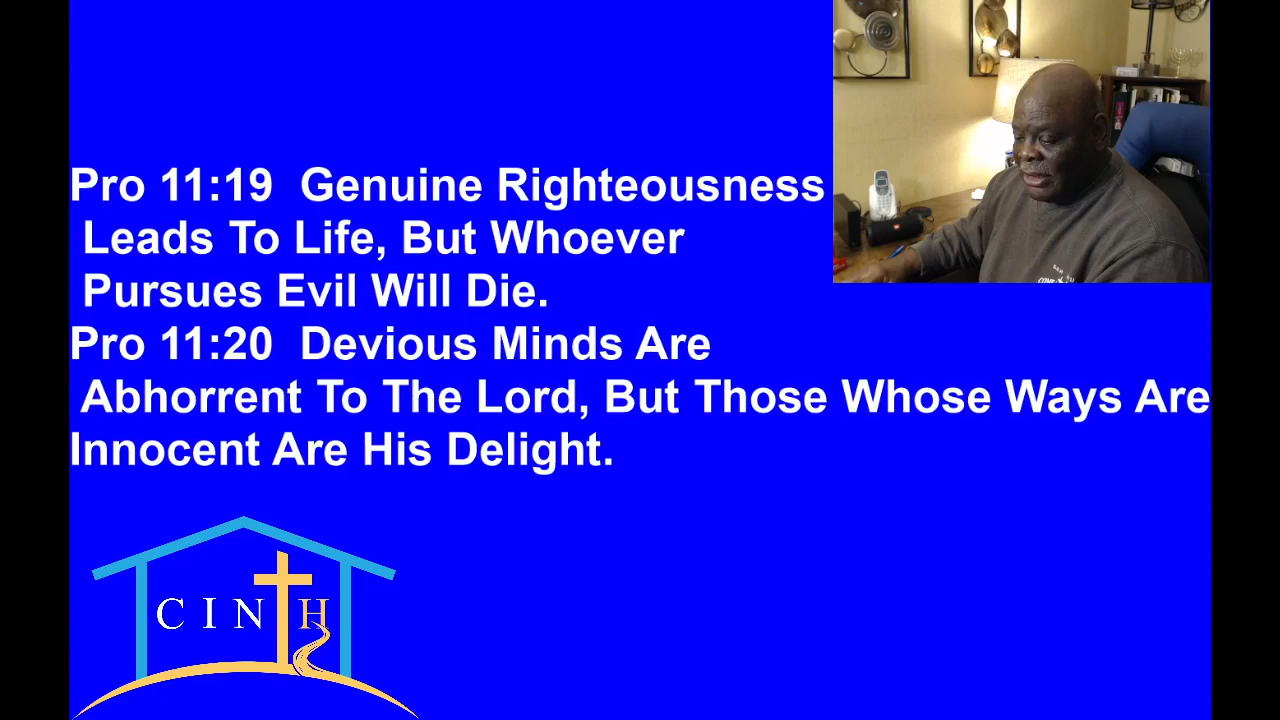 Pro 11:19  Genuine Righteousness
Leads To Life, But Whoever
Pursues Evil Will Die.
Pro 11:20  Devious Minds Are
Abhorrent To The Lord, But Those Whose Ways Are
Innocent Are His Delight.
C I N H